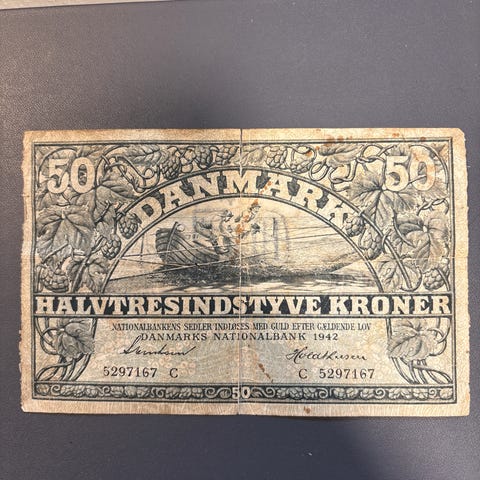 50 50
DANMARK
HALVTRESINDSTYVE KRONER
NATIONALBANKENS SEDLER INDLØSES MED GULD EFTER GÆLDENDE LOV
DANMARKS NATIONALBANK 1942
Svendsen
5297167 C C 5297167
50